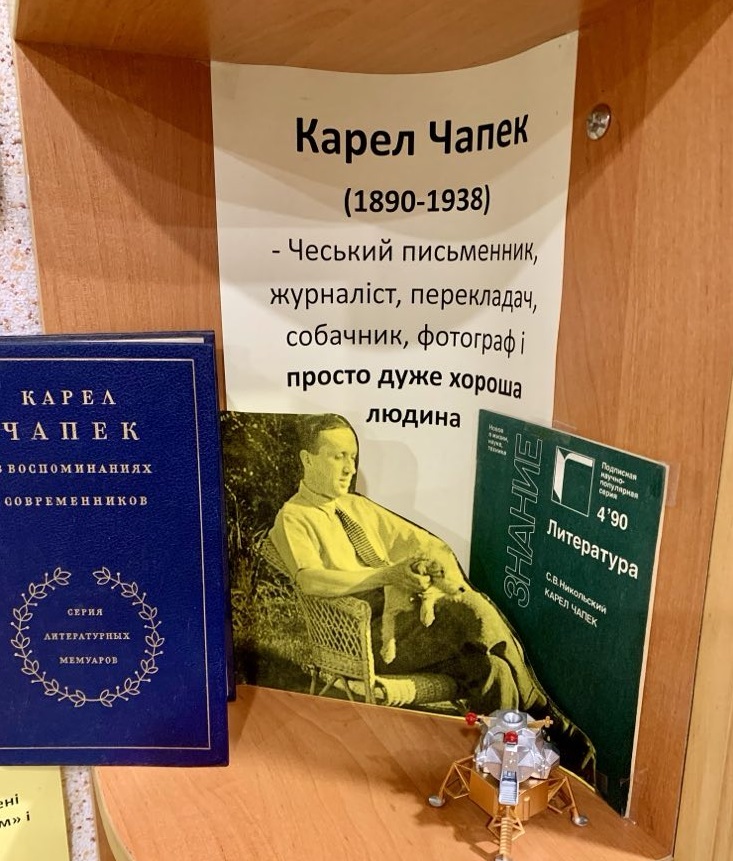 Карел Чапек
(1890-1938)
- Чеський письменник,
журналіст, перекладач,
собачник, фотограф і
просто дуже хороша
людина
КАРЕЛ
ЧАПЕК
В ВОСПОМИНАНИЯХ
СОВРЕМЕННИКОВ
СЕРИЯ
ЛИТЕРАТУРНЫХ
МЕМУАРОВ
Новое
в жизни,
науке,
технике
ЗНАНИЕ
Подписная
научно-
популярная
серия
4'90
Литература
С.В.Никольский
КАРЕЛ ЧАПЕК
ені
м» і